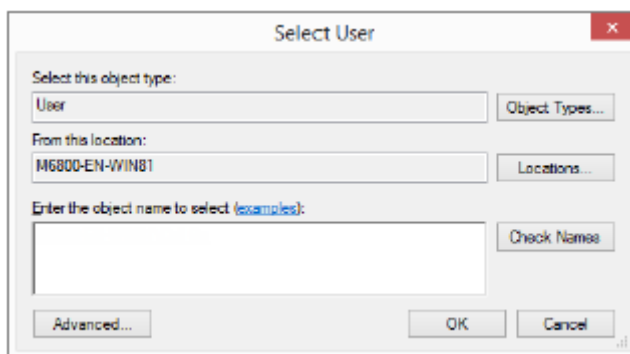 Select User
Select this object type:
User
Object Types...
From this location:
M6800-EN-WIN81
Locations...
Enter the object name to select (examples):
Check Names
Advanced...
OK
Cancel